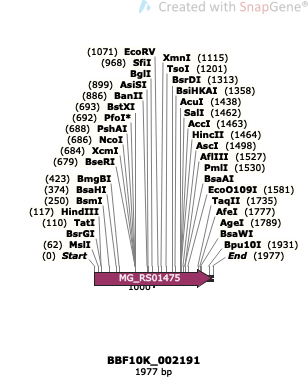 Created with SnapGene®
(1071) EcoRV
(968) SfiI
BglI
(899) AsiSI
(886) BanII
(693) BstXI
(692) PfoI*
(688) PshAI
(686) NcoI
(684) XcmI
(679) BseRI
(423) BmgBI
(374) BsaHI
(250) BsmI
(117) HindIII
(110) TatI
BsrGI
(62) MslI
(0) Start
XmnI (1115)
TsoI (1201)
BsrDI (1313)
BsiHKAI (1358)
AcuI (1438)
SalI (1462)
AccI (1463)
HincII (1464)
AscI (1498)
AflIII (1527)
PmlI (1530)
BsaAI
EcoO109I (1581)
TaqII (1735)
AfeI (1777)
AgeI (1789)
BsaWI
Bpu10I (1931)
End (1977)
MG_RS01475
1000
BBF10K_002191
1977 bp